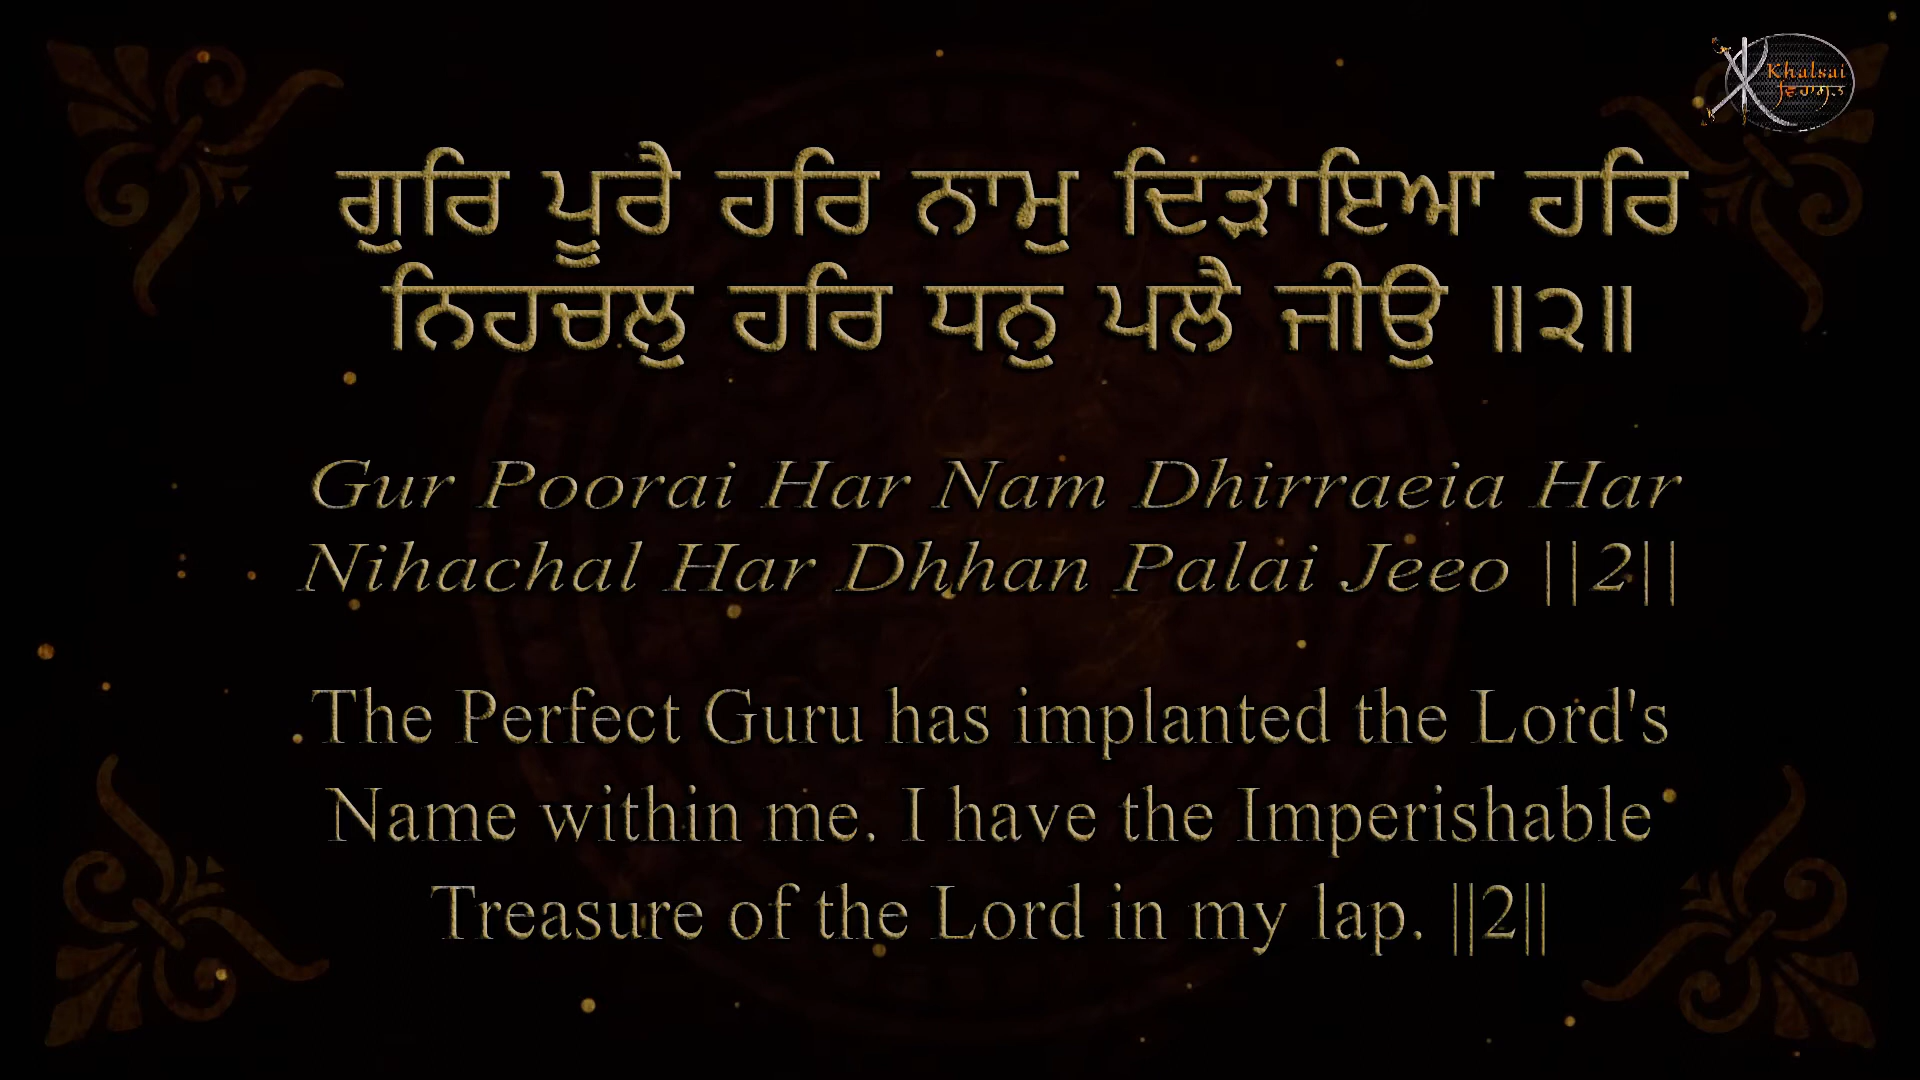 Khalsai
ਗੁਰਿ ਪੂਰੈ ਹਰਿ ਨਾਮੁ ਦਿੜਾਇਆ ਹਰਿ
ਨਿਹਚਲੁ ਹਰਿ ਧਨੁ ਪਲੈ ਜੀਉ ॥੨॥
Gur Poorai Har Nam Dhirraeia Har
Nihachal Har Dhhan Palai Jeeo ||2||
The Perfect Guru has implanted the Lord's
Name within me. I have the Imperishable
Treasure of the Lord in my lap. ||2||